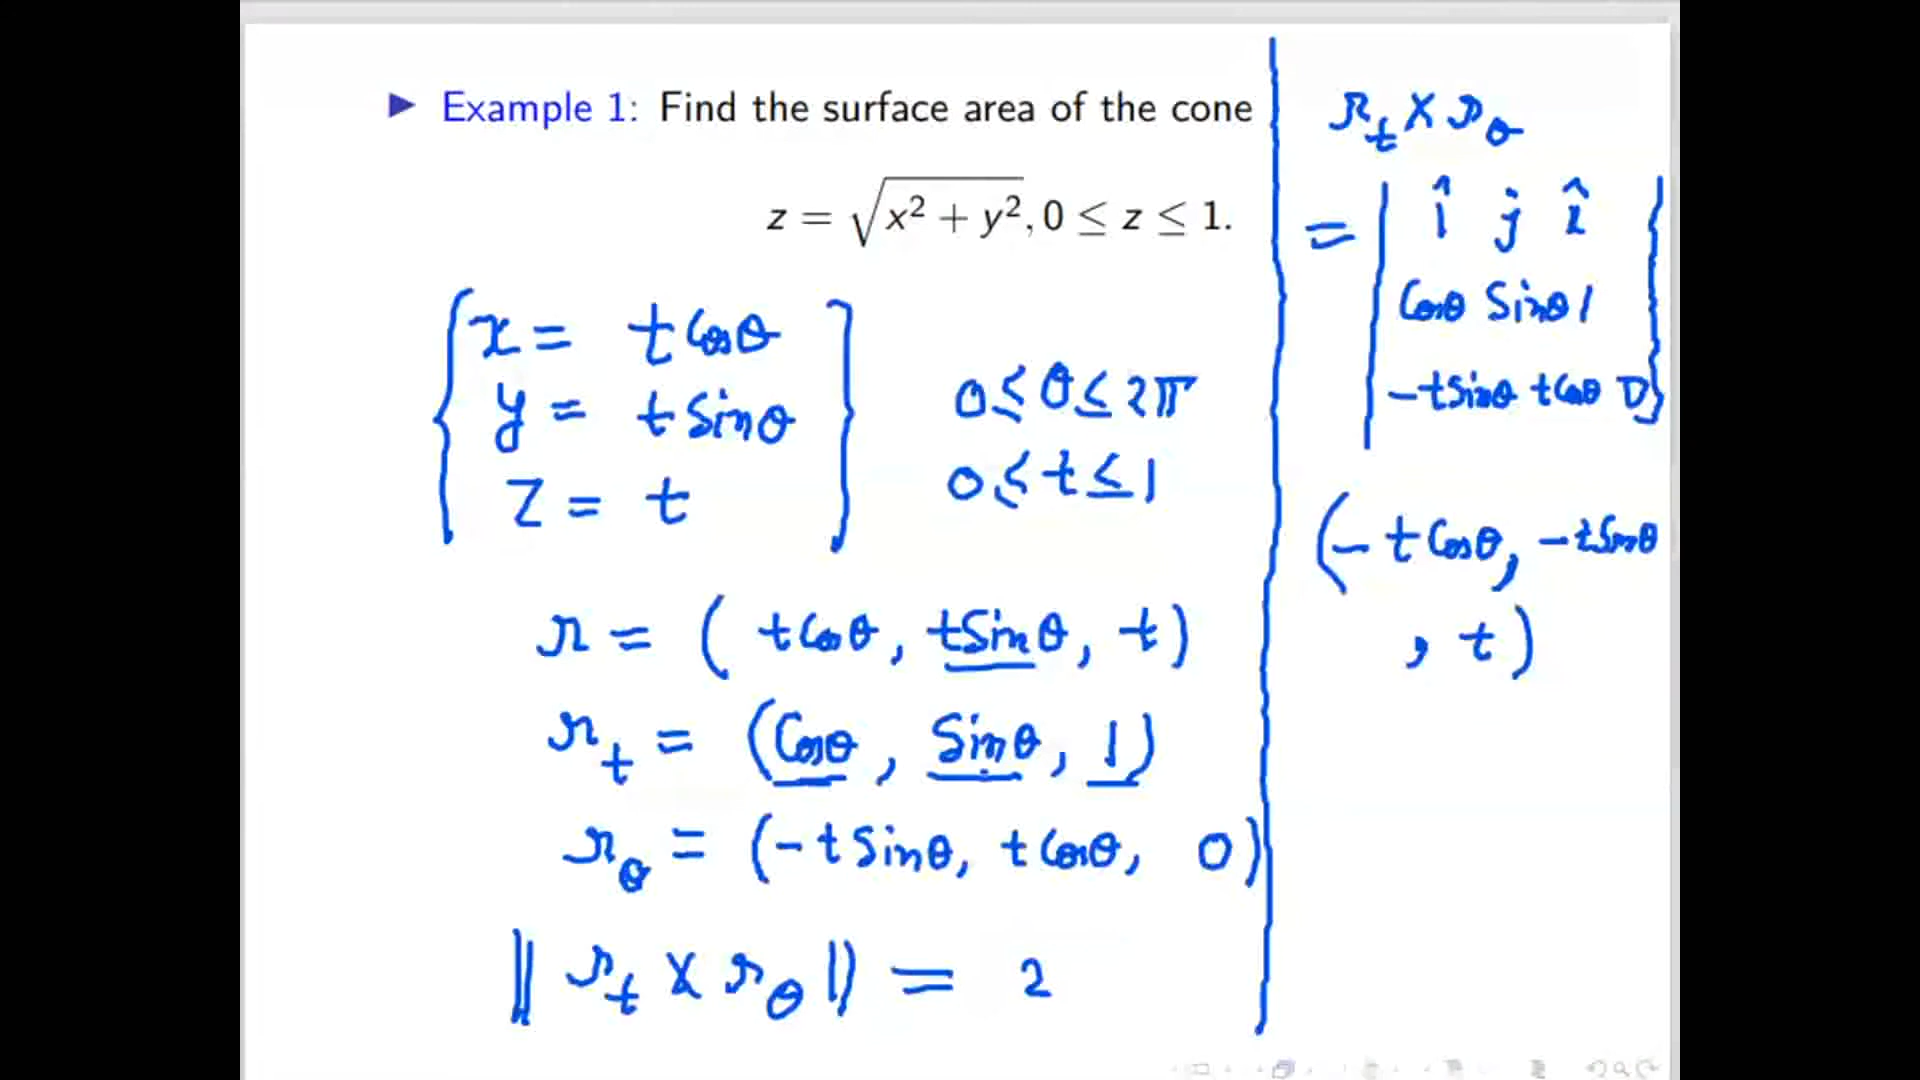 ▶ Example 1: Find the surface area of the cone
z = √(x² + y²), 0 ≤ z ≤ 1.
x = t Cosθ
y = t Sinθ
z = t
0 ≤ θ ≤ 2π
0 ≤ t ≤ 1
r = ( t Cosθ, t Sinθ, t )
r_t = (Cosθ, Sinθ, 1)
r_θ = (-t Sinθ, t Cosθ, 0)
|| r_t × r_θ || = 2
r_t × r_θ
= | î j k̂ |
Cosθ Sinθ 1
-t Sinθ t Cosθ 0
(- t Cosθ, - t Sinθ
, t )